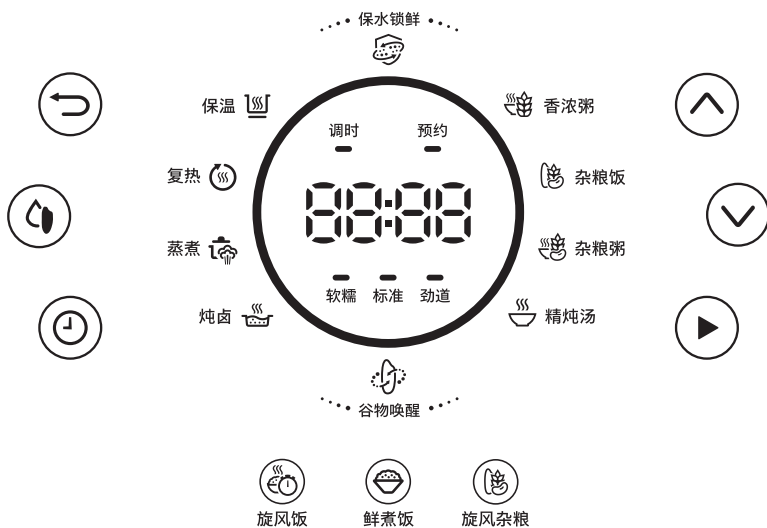 保水锁鲜
保温
香浓粥
调时
预约
复热
杂粮饭
88:88
蒸煮
杂粮粥
软糯
标准
劲道
炖卤
精炖汤
谷物唤醒
旋风饭
鲜煮饭
旋风杂粮